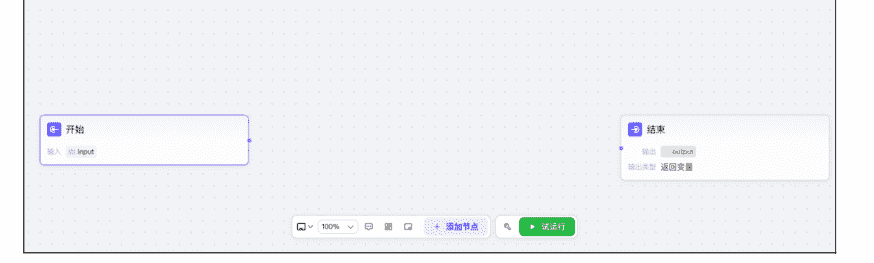 开始
输入 input
结束
输出 output
输出类型 返回变量
100%
+ 添加节点
试运行